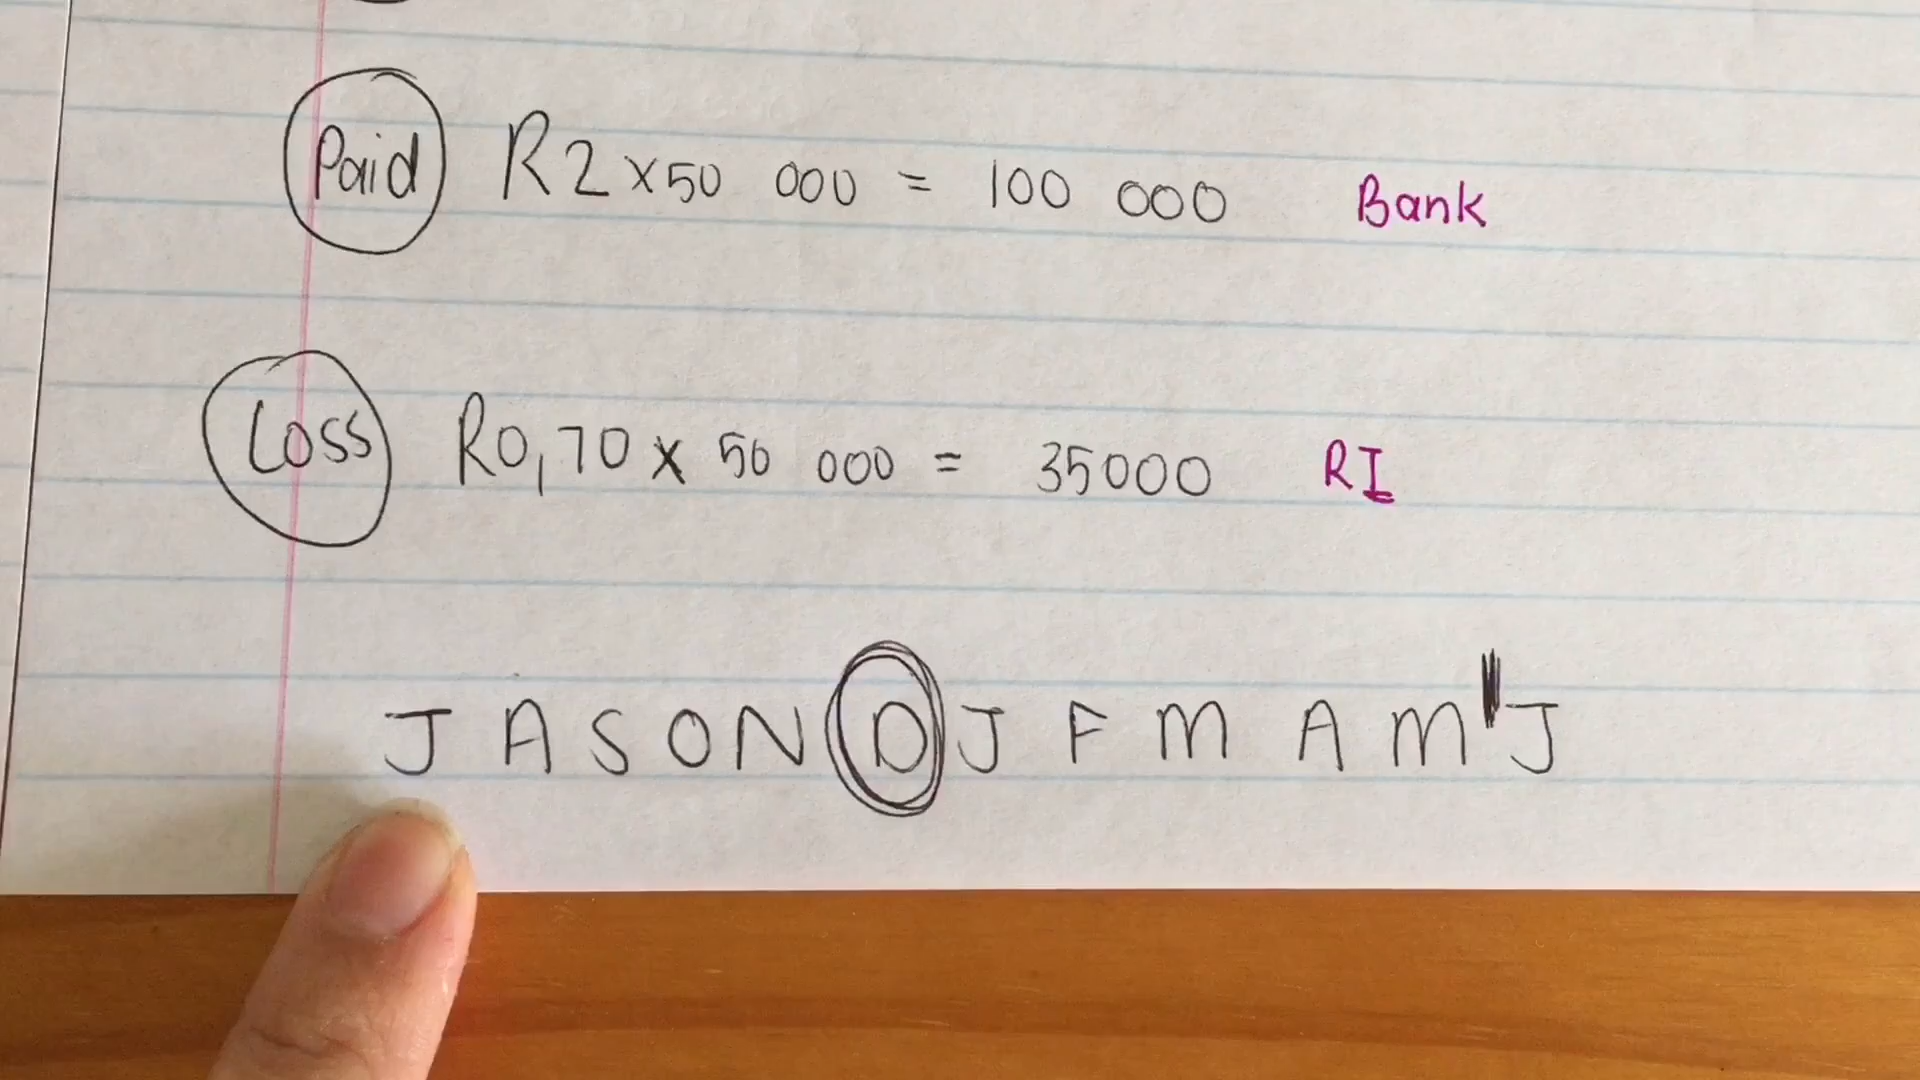 Paid R2 x 50 000 = 100 000 Bank
Loss R0,70 x 50 000 = 35000 RI
J A S O N D J F M A M J